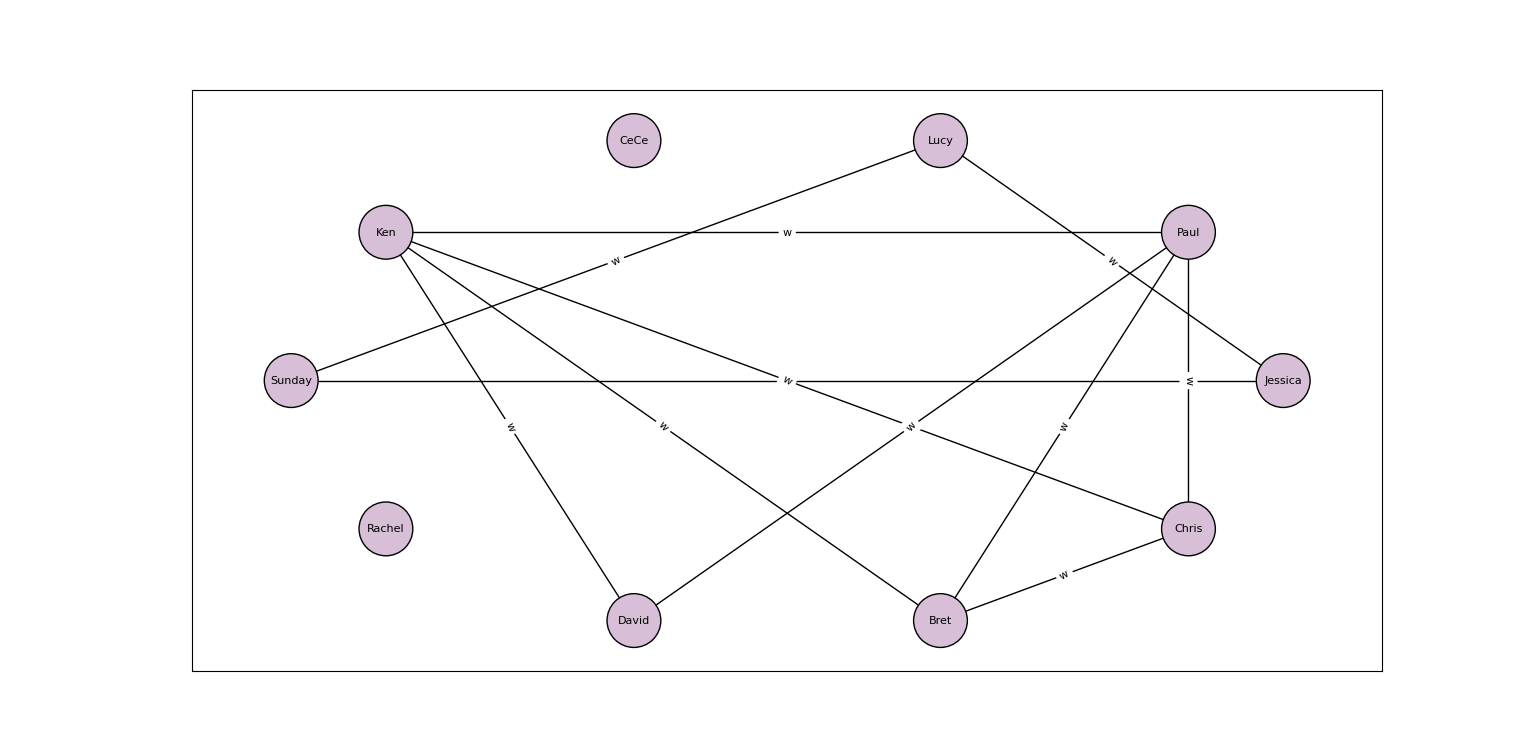 CeCe
Lucy
Ken
w
Paul
w
w
Sunday
w
w
Jessica
w
w
w
w
Rachel
Chris
w
David
Bret